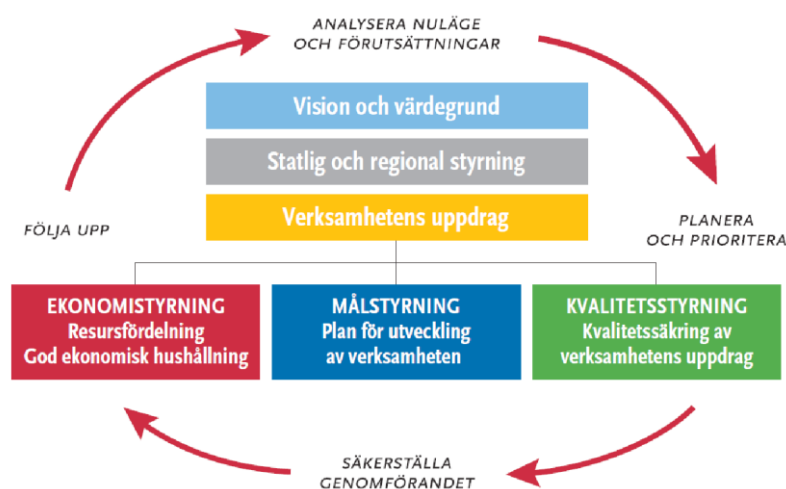 ANALYSERA NULÄGE
OCH FÖRUTSÄTTNINGAR
Vision och värdegrund
Statlig och regional styrning
Verksamhetens uppdrag
FÖLJA UPP
PLANERA
OCH PRIORITERA
EKONOMISTYRNING
Resursfördelning
God ekonomisk hushållning
MÅLSTYRNING
Plan för utveckling
av verksamheten
KVALITETSSTYRNING
Kvalitetssäkring av
verksamhetens uppdrag
SÄKERSTÄLLA
GENOMFÖRANDET